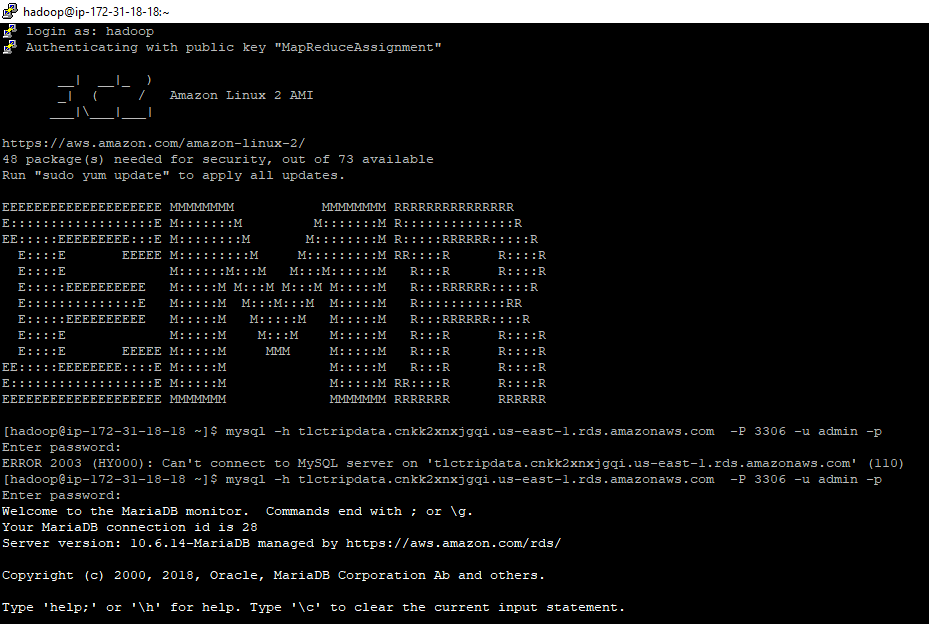 hadoop@ip-172-31-18-18:~
login as: hadoop
Authenticating with public key "MapReduceAssignment"
       __|  __|_  )
       _|  (     /   Amazon Linux 2 AMI
      ___|\___|___|
https://aws.amazon.com/amazon-linux-2/
48 package(s) needed for security, out of 73 available
Run "sudo yum update" to apply all updates.
EEEEEEEEEEEEEEEEEEEE MMMMMMMM           MMMMMMMM RRRRRRRRRRRRRRR
E::::::::::::::::::E M:::::::M         M:::::::M R::::::::::::::R
EE:::::EEEEEEEEE:::E M::::::::M       M::::::::M R:::::RRRRRR:::::R
  E::::E       EEEEE M:::::::::M     M:::::::::M RR::::R      R::::R
  E::::E             M::::::M:::M   M:::M::::::M   R:::R      R::::R
  E:::::EEEEEEEEEE   M:::::M M:::M M:::M M:::::M   R:::RRRRRR:::::R
  E::::::::::::::E   M:::::M  M:::M:::M  M:::::M   R:::::::::::RR
  E:::::EEEEEEEEEE   M:::::M   M:::::M   M:::::M   R:::RRRRRR::::R
  E::::E             M:::::M    M:::M    M:::::M   R:::R      R::::R
  E::::E       EEEEE M:::::M     MMM     M:::::M   R:::R      R::::R
EE:::::EEEEEEEE::::E M:::::M             M:::::M   R:::R      R::::R
E::::::::::::::::::E M:::::M             M:::::M RR::::R      R::::R
EEEEEEEEEEEEEEEEEEEE MMMMMMM             MMMMMMM RRRRRRR      RRRRRR
[hadoop@ip-172-31-18-18 ~]$ mysql -h tlctripdata.cnkk2xnxjgqi.us-east-1.rds.amazonaws.com  -P 3306 -u admin -p
Enter password:
ERROR 2003 (HY000): Can't connect to MySQL server on 'tlctripdata.cnkk2xnxjgqi.us-east-1.rds.amazonaws.com' (110)
[hadoop@ip-172-31-18-18 ~]$ mysql -h tlctripdata.cnkk2xnxjgqi.us-east-1.rds.amazonaws.com  -P 3306 -u admin -p
Enter password:
Welcome to the MariaDB monitor.  Commands end with ; or \g.
Your MariaDB connection id is 28
Server version: 10.6.14-MariaDB managed by https://aws.amazon.com/rds/
Copyright (c) 2000, 2018, Oracle, MariaDB Corporation Ab and others.
Type 'help;' or '\h' for help. Type '\c' to clear the current input statement.